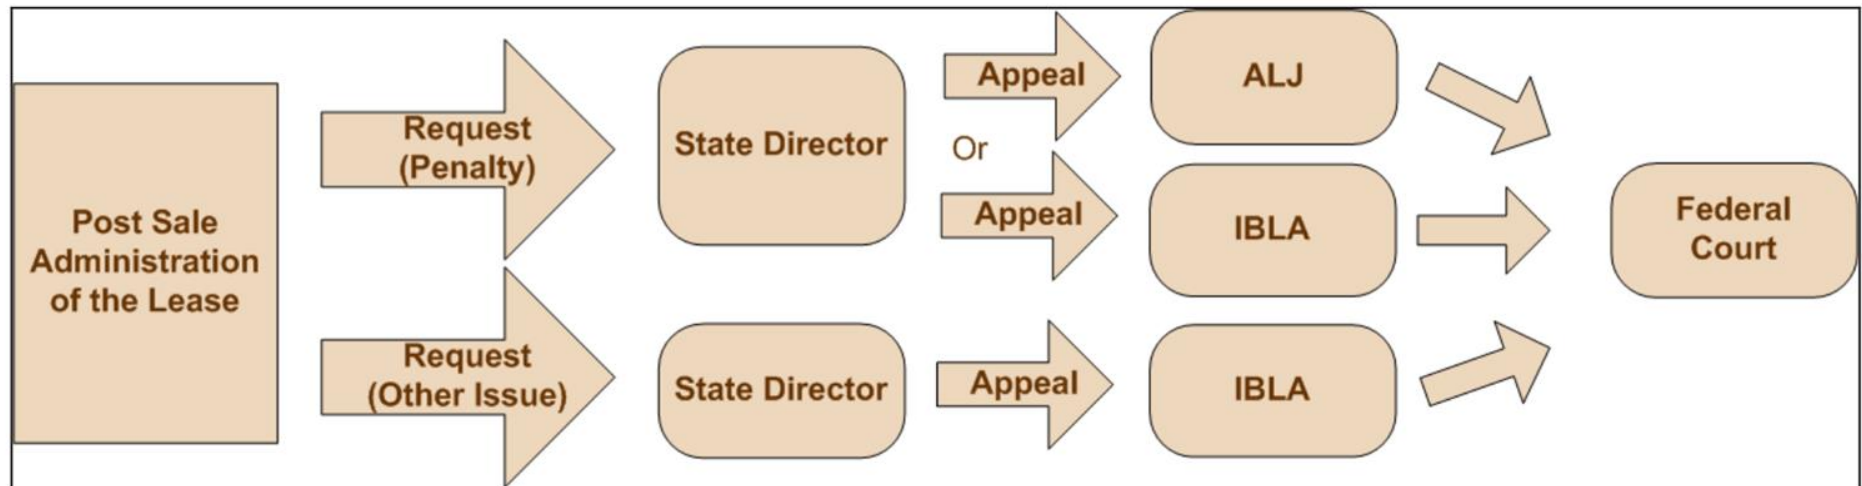 Post Sale
Administration
of the Lease
Request
(Penalty)
State Director
Appeal
Or
Appeal
ALJ
IBLA
Request
(Other Issue)
State Director
Appeal
IBLA
Federal
Court